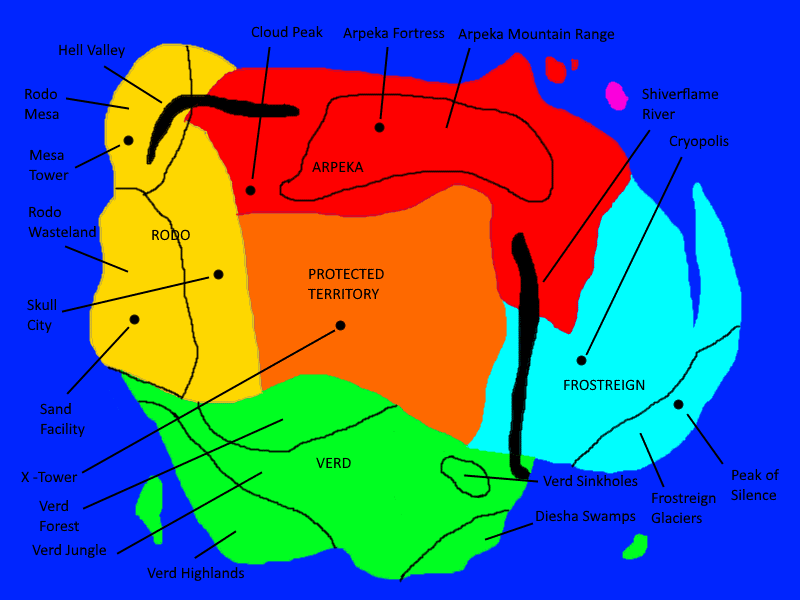 Cloud Peak
Arpeka Fortress
Arpeka Mountain Range
Hell Valley
Rodo
Mesa
Shiverflame
River
Cryopolis
Mesa
Tower
ARPEKA
Rodo
Wasteland
RODO
PROTECTED
TERRITORY
Skull
City
FROSTREIGN
Sand
Facility
VERD
X -Tower
Verd Sinkholes
Peak of
Silence
Frostreign
Glaciers
Verd
Forest
Diesha Swamps
Verd Jungle
Verd Highlands